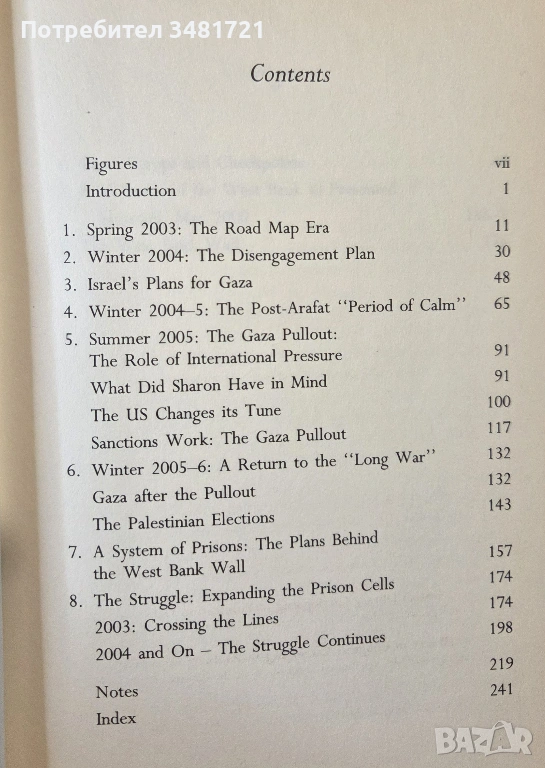 Потребител 3481721
Contents
Figures vii
Introduction 1
1. Spring 2003: The Road Map Era 11
2. Winter 2004: The Disengagement Plan 30
3. Israel's Plans for Gaza 48
4. Winter 2004–5: The Post-Arafat "Period of Calm" 65
5. Summer 2005: The Gaza Pullout:
The Role of International Pressure 91
What Did Sharon Have in Mind 91
The US Changes its Tune 100
Sanctions Work: The Gaza Pullout 117
6. Winter 2005–6: A Return to the "Long War" 132
Gaza after the Pullout 132
The Palestinian Elections 143
7. A System of Prisons: The Plans Behind
the West Bank Wall 157
8. The Struggle: Expanding the Prison Cells 174
2003: Crossing the Lines 174
2004 and On – The Struggle Continues 198
Notes 219
Index 241
BAZAR